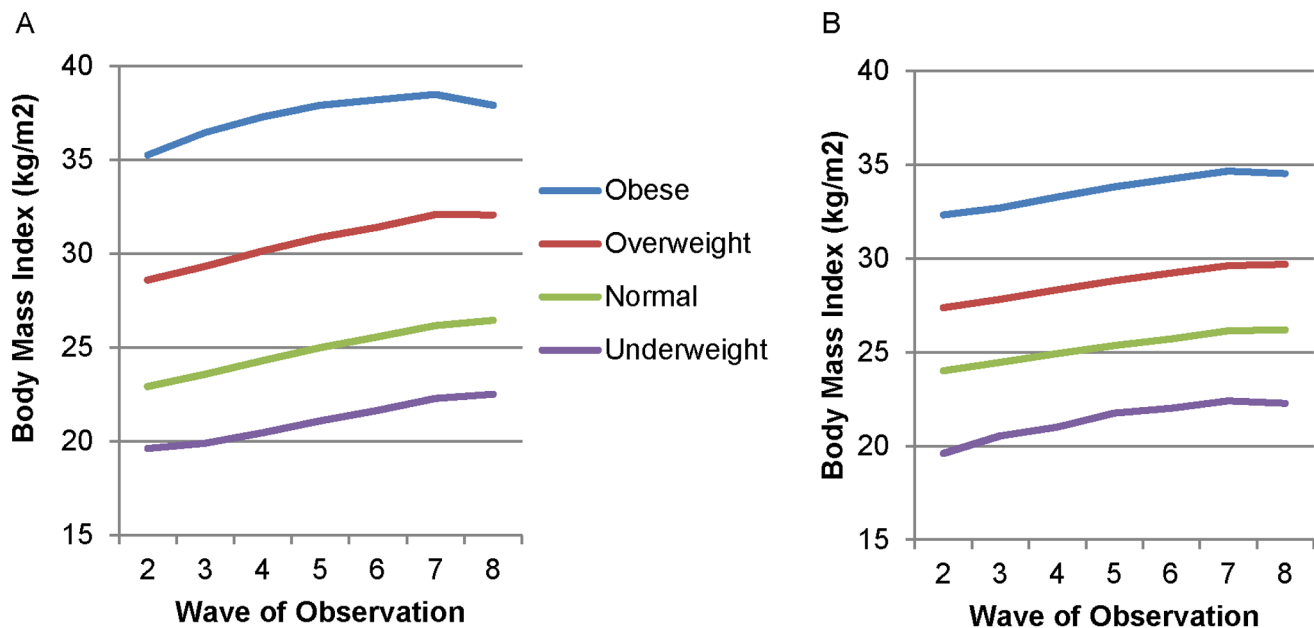 A
Body Mass Index (kg/m2)
40
35
30
25
20
15
2 3 4 5 6 7 8
Wave of Observation
Obese
Overweight
Normal
Underweight
B
Body Mass Index (kg/m2)
40
35
30
25
20
15
2 3 4 5 6 7 8
Wave of Observation